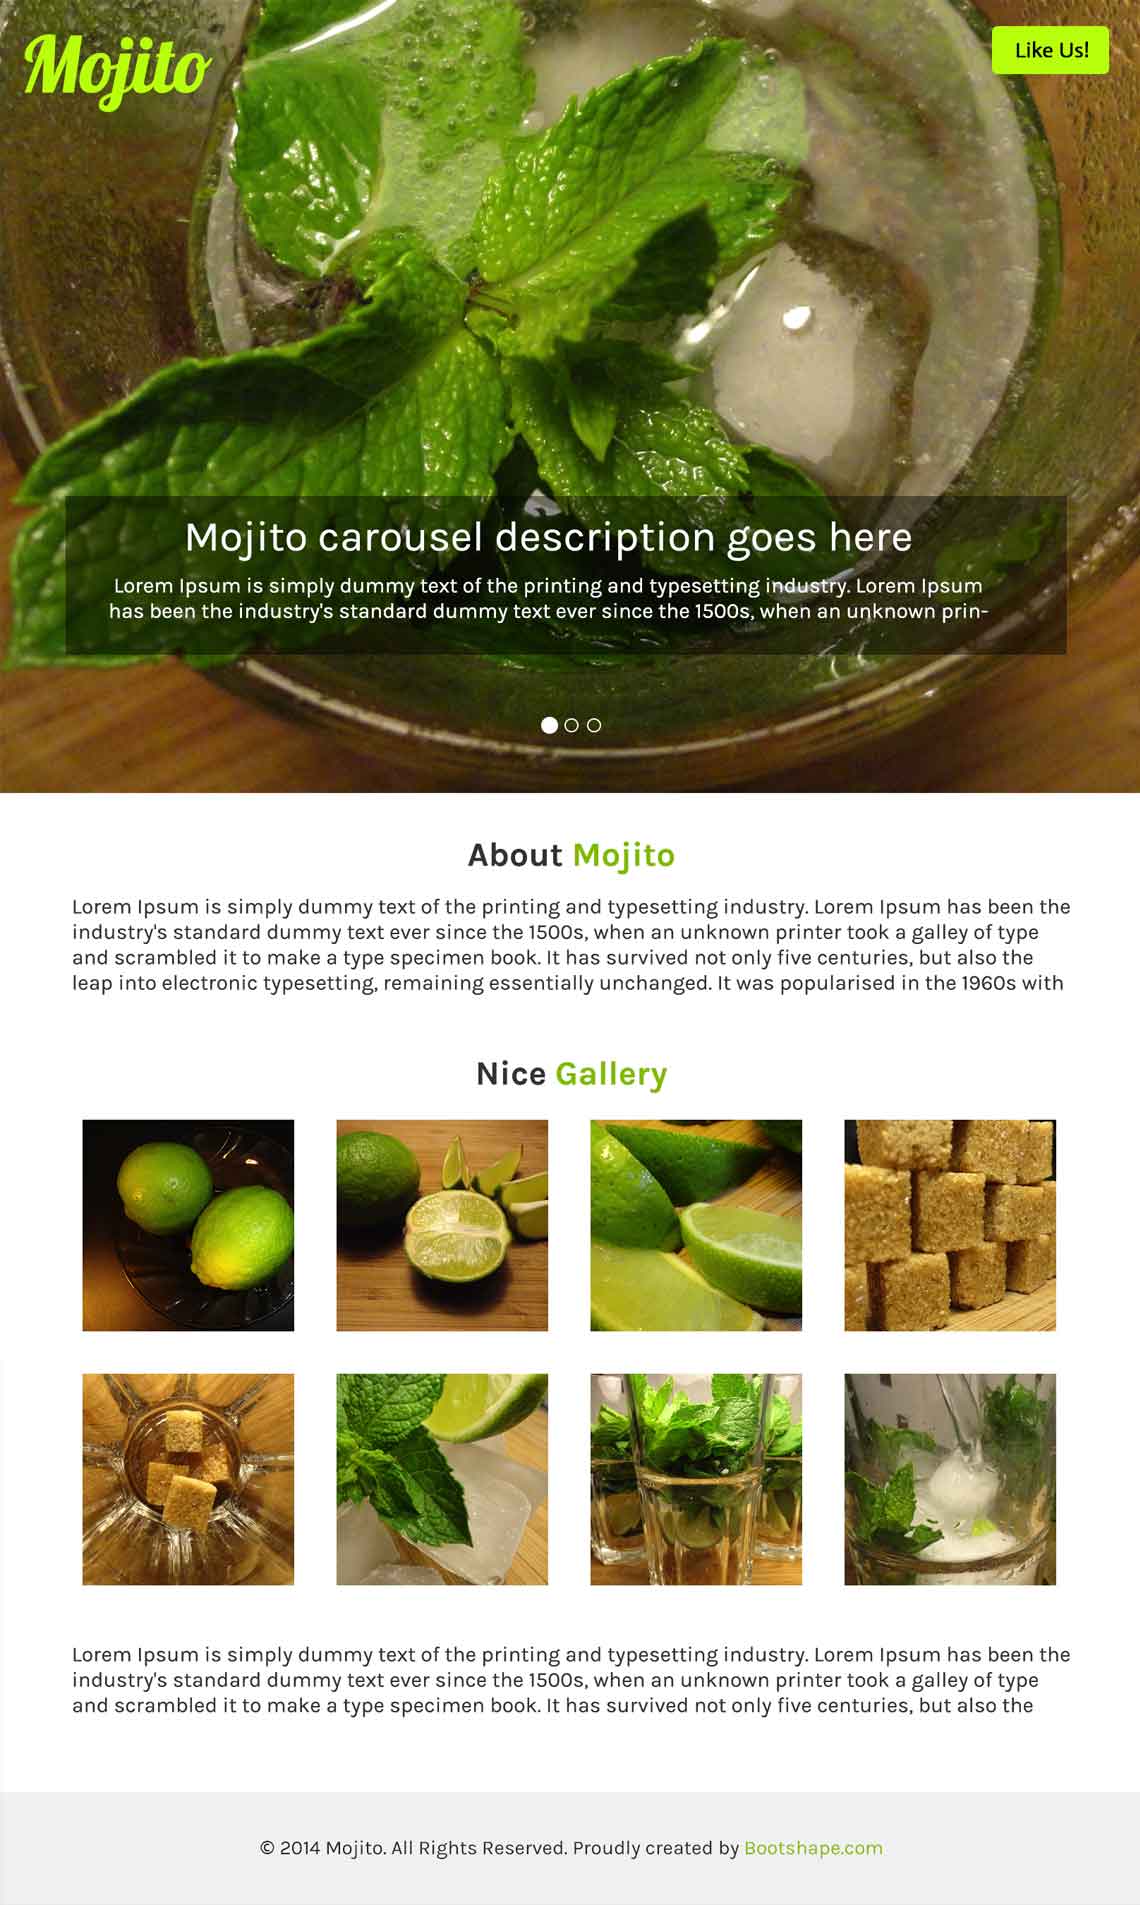 Mojito
Like Us!
Mojito carousel description goes here
Lorem Ipsum is simply dummy text of the printing and typesetting industry. Lorem Ipsum
has been the industry's standard dummy text ever since the 1500s, when an unknown prin-
About Mojito
Lorem Ipsum is simply dummy text of the printing and typesetting industry. Lorem Ipsum has been the
industry's standard dummy text ever since the 1500s, when an unknown printer took a galley of type
and scrambled it to make a type specimen book. It has survived not only five centuries, but also the
leap into electronic typesetting, remaining essentially unchanged. It was popularised in the 1960s with
Nice Gallery
Lorem Ipsum is simply dummy text of the printing and typesetting industry. Lorem Ipsum has been the
industry's standard dummy text ever since the 1500s, when an unknown printer took a galley of type
and scrambled it to make a type specimen book. It has survived not only five centuries, but also the
© 2014 Mojito. All Rights Reserved. Proudly created by Bootshape.com